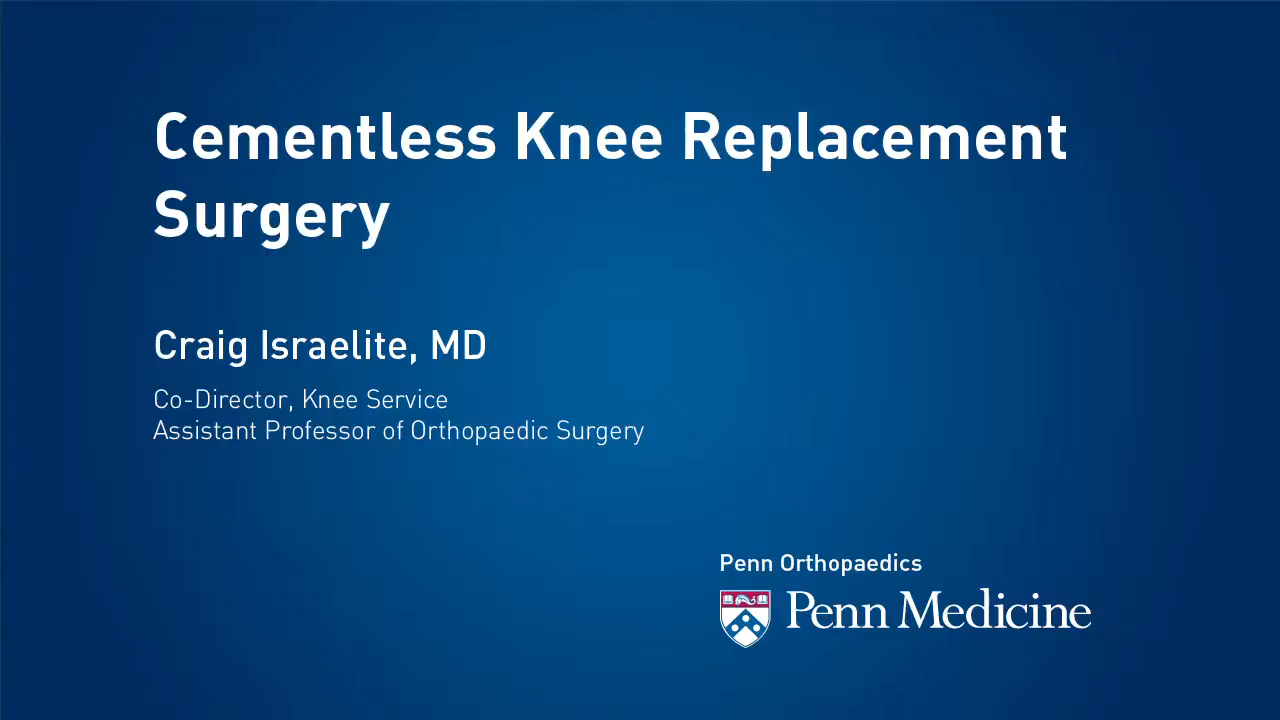 Cementless Knee Replacement
Surgery
Craig Israelite, MD
Co-Director, Knee Service
Assistant Professor of Orthopaedic Surgery
Penn Orthopaedics
Penn Medicine